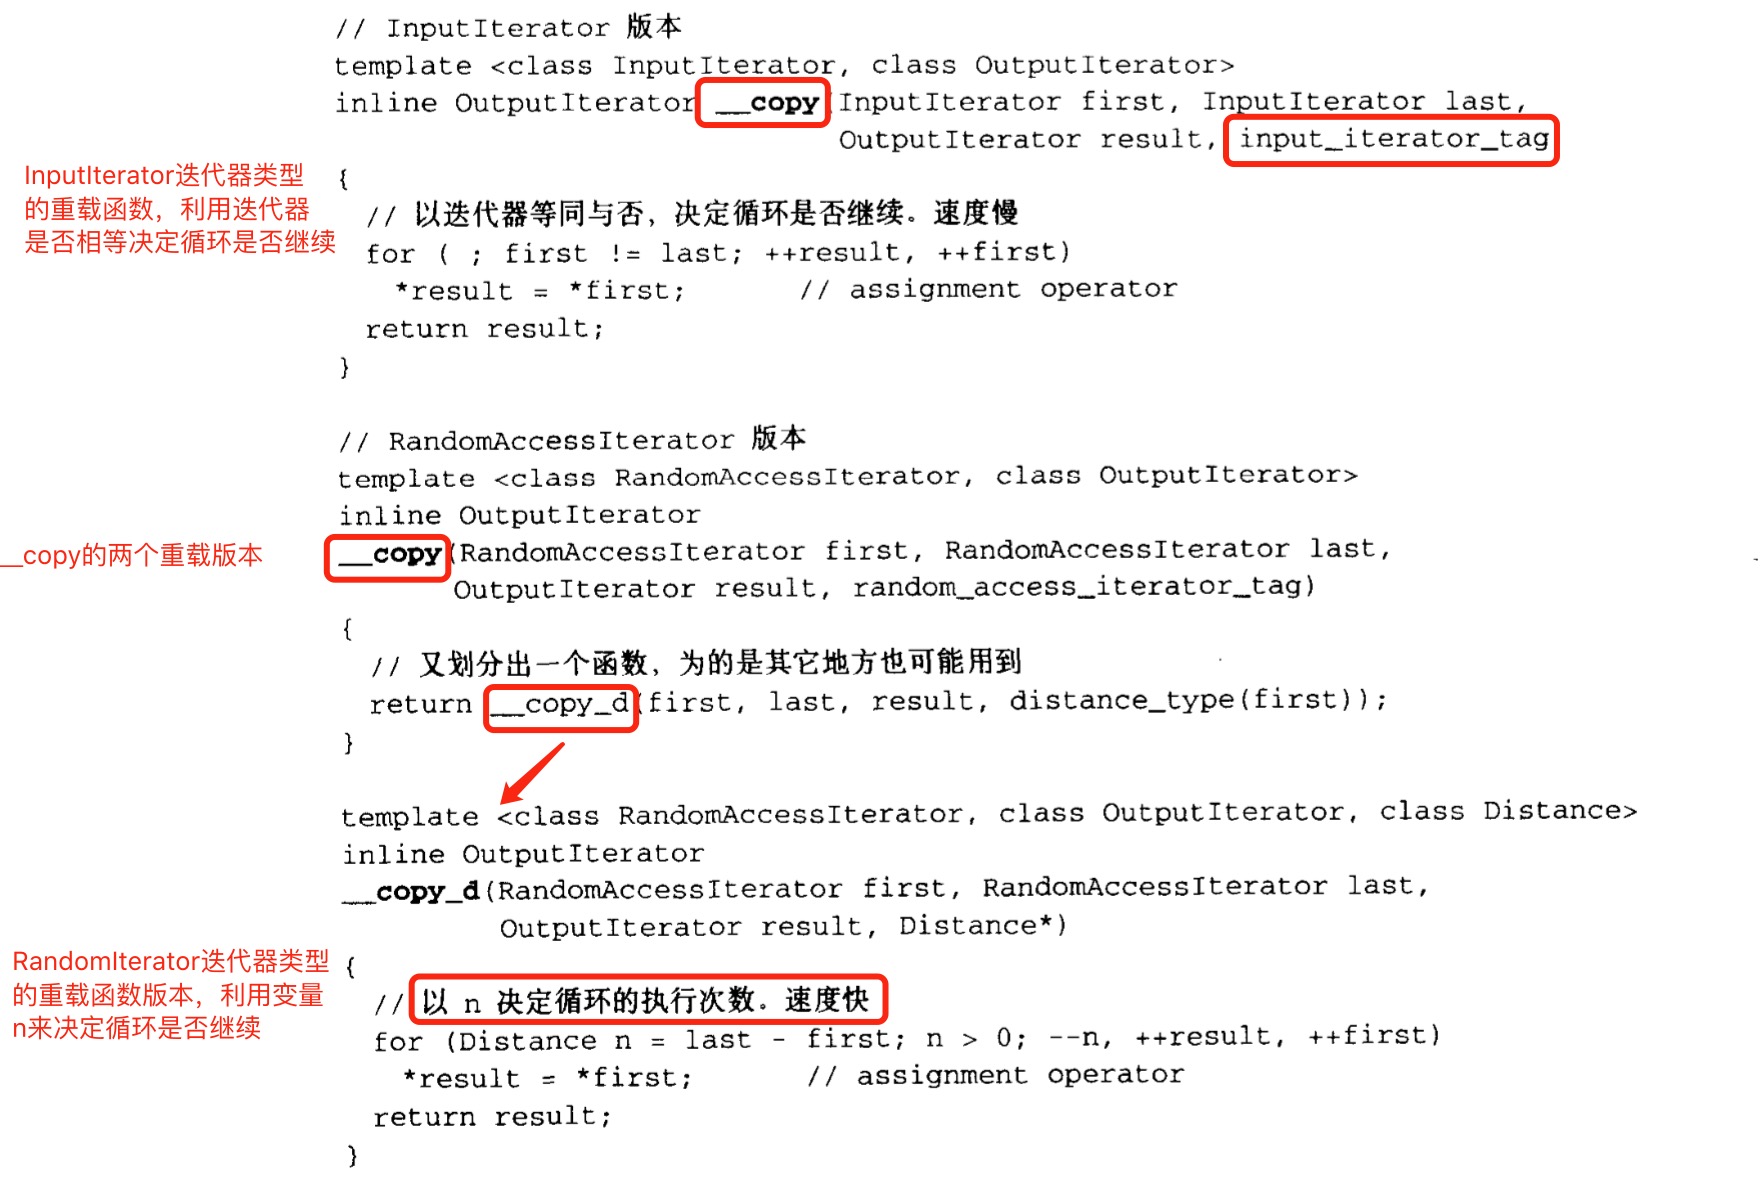 // InputIterator 版本
template <class InputIterator, class OutputIterator>
inline OutputIterator __copy(InputIterator first, InputIterator last,
OutputIterator result, input_iterator_tag
InputIterator迭代器类型
的重载函数，利用迭代器
是否相等决定循环是否继续
{
// 以迭代器等同与否，决定循环是否继续。速度慢
for ( ; first != last; ++result, ++first)
*result = *first; // assignment operator
return result;
}
// RandomAccessIterator 版本
template <class RandomAccessIterator, class OutputIterator>
inline OutputIterator
__copy的两个重载版本
__copy(RandomAccessIterator first, RandomAccessIterator last,
OutputIterator result, random_access_iterator_tag)
{
// 又划分出一个函数，为的是其它地方也可能用到
return __copy_d(first, last, result, distance_type(first));
}
template <class RandomAccessIterator, class OutputIterator, class Distance>
inline OutputIterator
__copy_d(RandomAccessIterator first, RandomAccessIterator last,
OutputIterator result, Distance*)
RandomIterator迭代器类型
的重载函数版本，利用变量
n来决定循环是否继续
{
// 以 n 决定循环的执行次数。速度快
for (Distance n = last - first; n > 0; --n, ++result, ++first)
*result = *first; // assignment operator
return result;
}